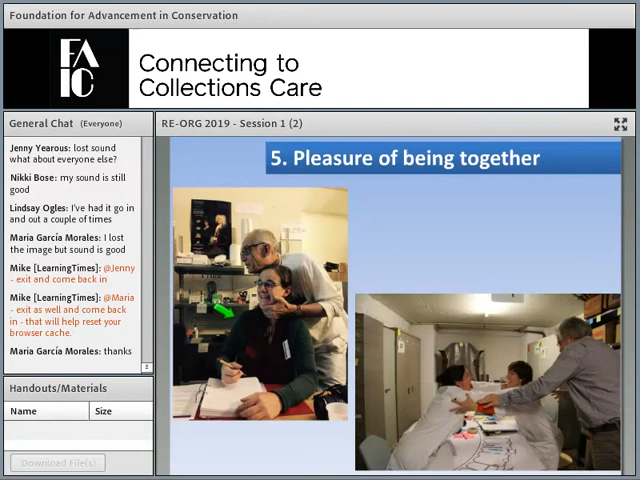 Foundation for Advancement in Conservation
FA
IC
Connecting to
Collections Care
General Chat (Everyone)
Jenny Yearous: lost sound
what about everyone else?
Nikki Bose: my sound is still
good
Lindsay Ogles: I've had it go in
and out a couple of times
Maria García Morales: I lost
the image but sound is good
Mike [LearningTimes]: @Jenny
- exit and come back in
Mike [LearningTimes]: @Maria
- exit as well and come back
in - that will help reset your
browser cache.
Maria García Morales: thanks
Handouts/Materials
Name Size
Download File(s)
RE-ORG 2019 - Session 1 (2)
5. Pleasure of being together